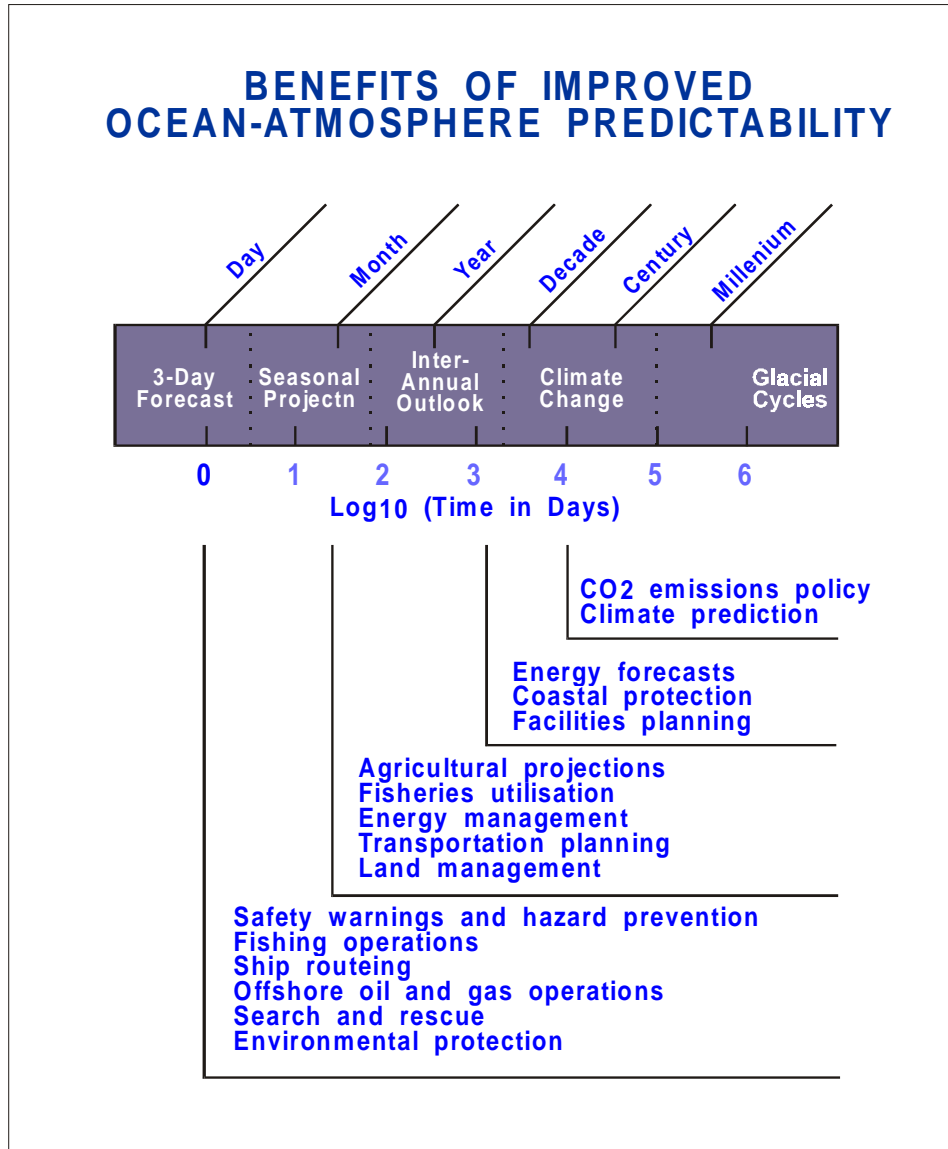 BENEFITS OF IMPROVED
OCEAN-ATMOSPHERE PREDICTABILITY
Day
Month
Year
Decade
Century
Millenium
3-Day
Forecast
Seasonal
Projectn
Inter-
Annual
Outlook
Climate
Change
Glacial
Cycles
0 1 2 3 4 5 6
Log10 (Time in Days)
CO2 emissions policy
Climate prediction
Energy forecasts
Coastal protection
Facilities planning
Agricultural projections
Fisheries utilisation
Energy management
Transportation planning
Land management
Safety warnings and hazard prevention
Fishing operations
Ship routeing
Offshore oil and gas operations
Search and rescue
Environmental protection